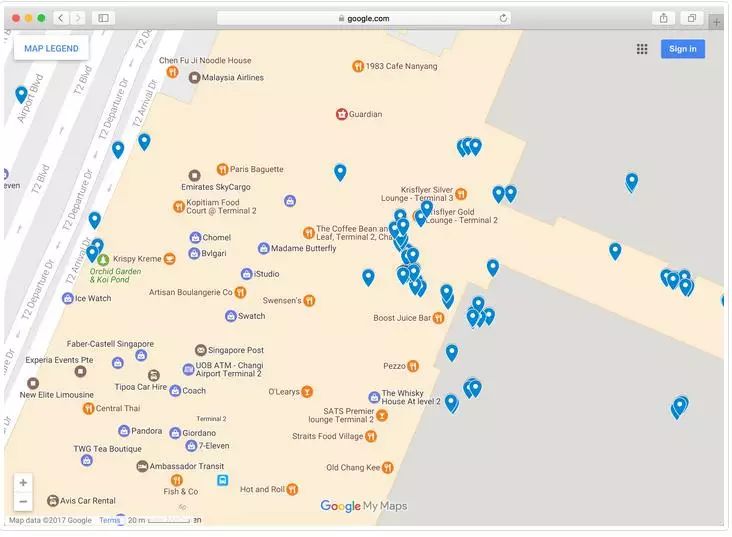 google.com
MAP LEGEND
Sign in
Chen Fu Ji Noodle House
Malaysia Airlines
1983 Cafe Nanyang
Guardian
Airport Blvd
T2 Blvd
T2 Departure Dr
T2 Arrival Dr
T2 Blvd
T2 Departure Dr
even
Paris Baguette
Emirates SkyCargo
Kopitiam Food
Court @ Terminal 2
Krisflyer Silver
Lounge - Terminal 3
Krisflyer Gold
Lounge - Terminal 2
The Coffee Bean and
Leaf, Terminal 2, Cha
Chomel
Bvlgari
Madame Butterfly
T2 Arrival Dr
Krispy Kreme
Orchid Garden
& Koi Pond
iStudio
T2 Departure Dr
Artisan Boulangerie Co
Ice Watch
Swensen's
Swatch
Boost Juice Bar
Faber-Castell Singapore
Singapore Post
Experia Events Pte
UOB ATM - Changi
Airport Terminal 2
Pezzo
Tipoa Car Hire
New Elite Limousine
Coach
O'Learys
The Whisky
House At level 2
Central Thai
SATS Premier
lounge Terminal 2
Terminal 2
Pandora
Giordano
Straits Food Village
7-Eleven
TWG Tea Boutique
Ambassador Transit
Old Chang Kee
Fish & Co
Hot and Roll
Avis Car Rental
Google My Maps
Map data ©2017 Google
Terms
20 m